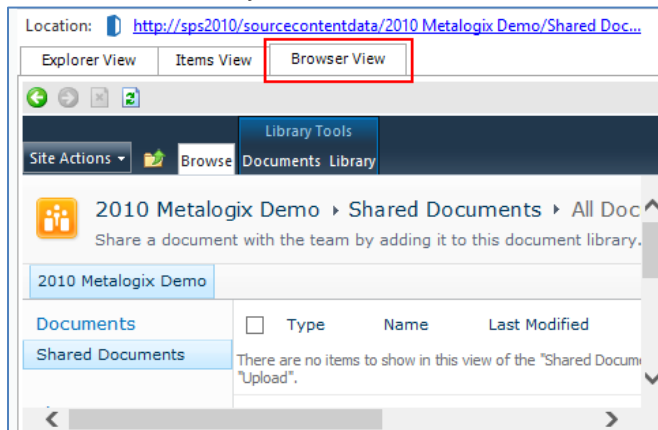 Location: http://sps2010/sourcecontentdata/2010 Metalogix Demo/Shared Doc...
Explorer View Items View Browser View
Library Tools
Site Actions Browse Documents Library
2010 Metalogix Demo ▸ Shared Documents ▸ All Doc
Share a document with the team by adding it to this document library.
2010 Metalogix Demo
Documents Type Name Last Modified
Shared Documents
There are no items to show in this view of the "Shared Docum
"Upload".